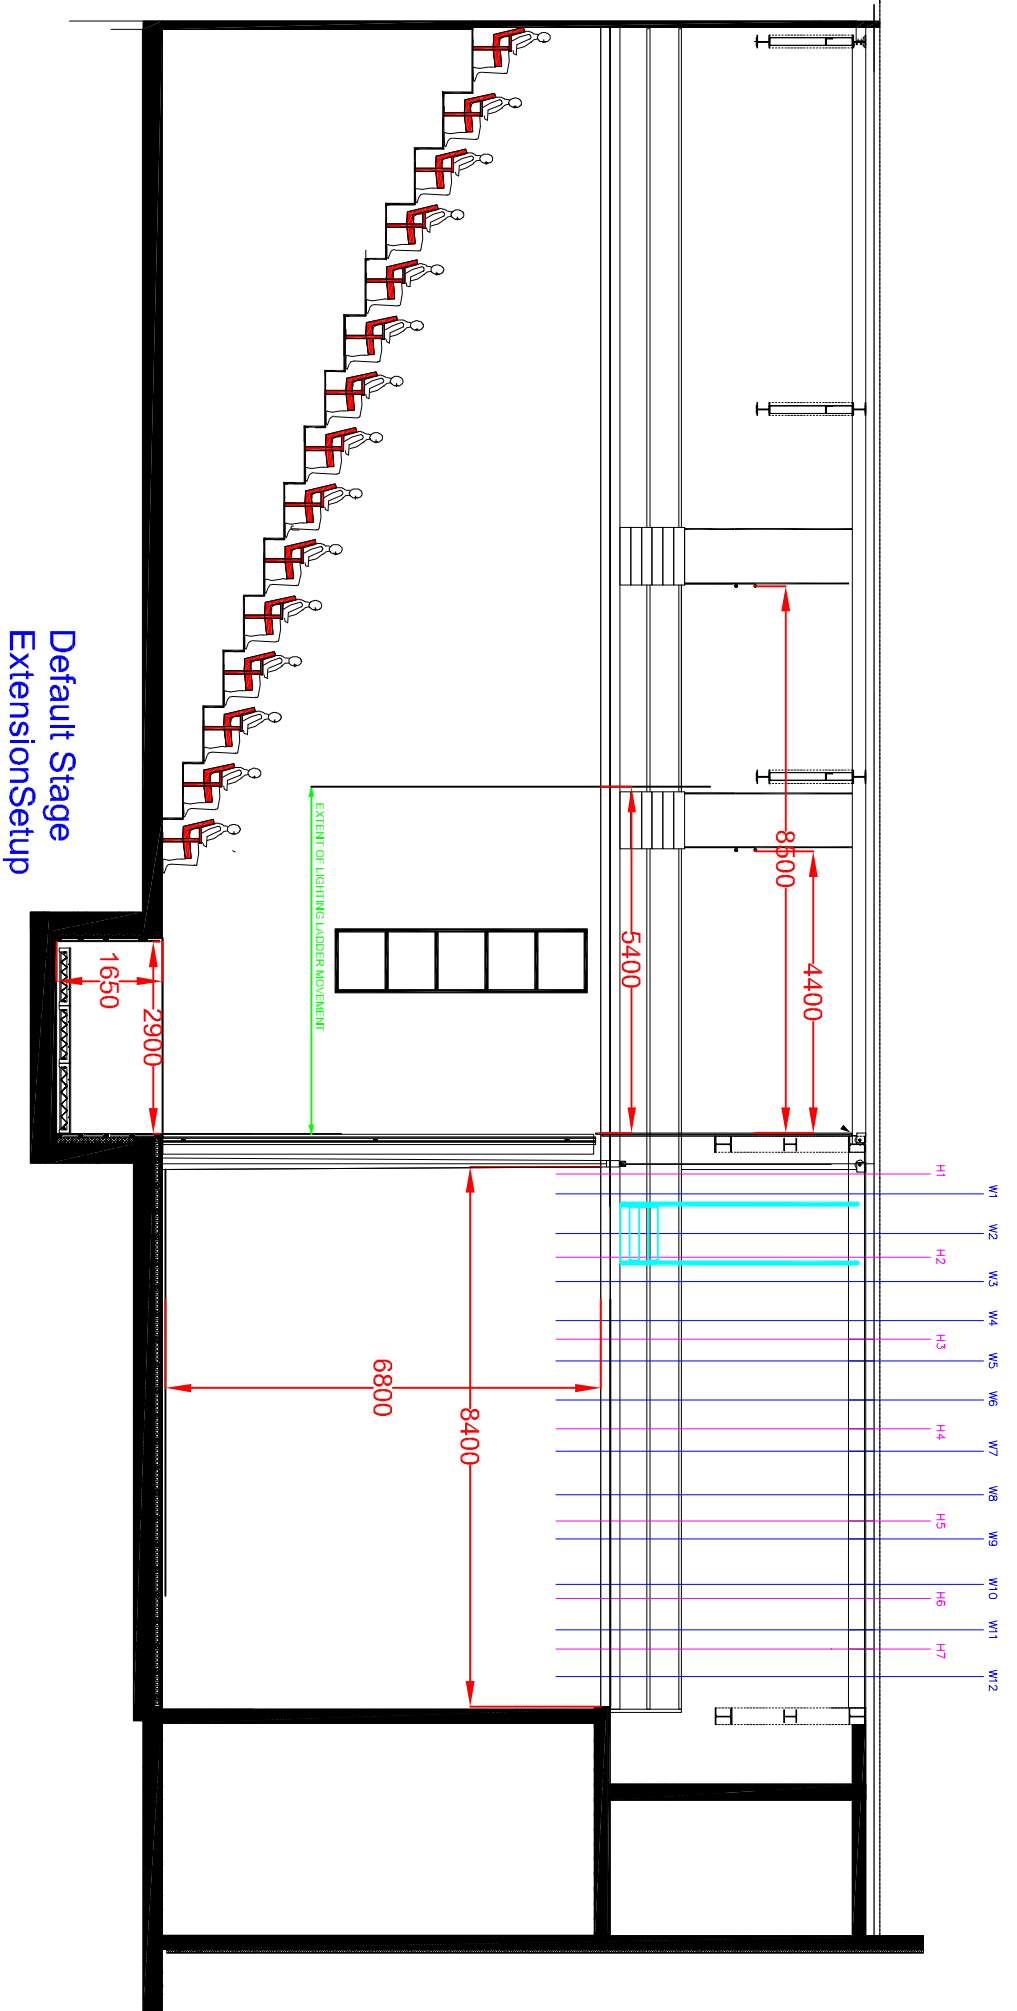 W1
W2
W3
W4
W5
W6
W7
W8
W9
W10
W11
W12
H1
H2
H3
H4
H5
H6
H7
8500
4400
5400
8400
6800
EXTENT OF LIGHTING LADDER MOVEMENT
2900
1650
Default Stage
ExtensionSetup